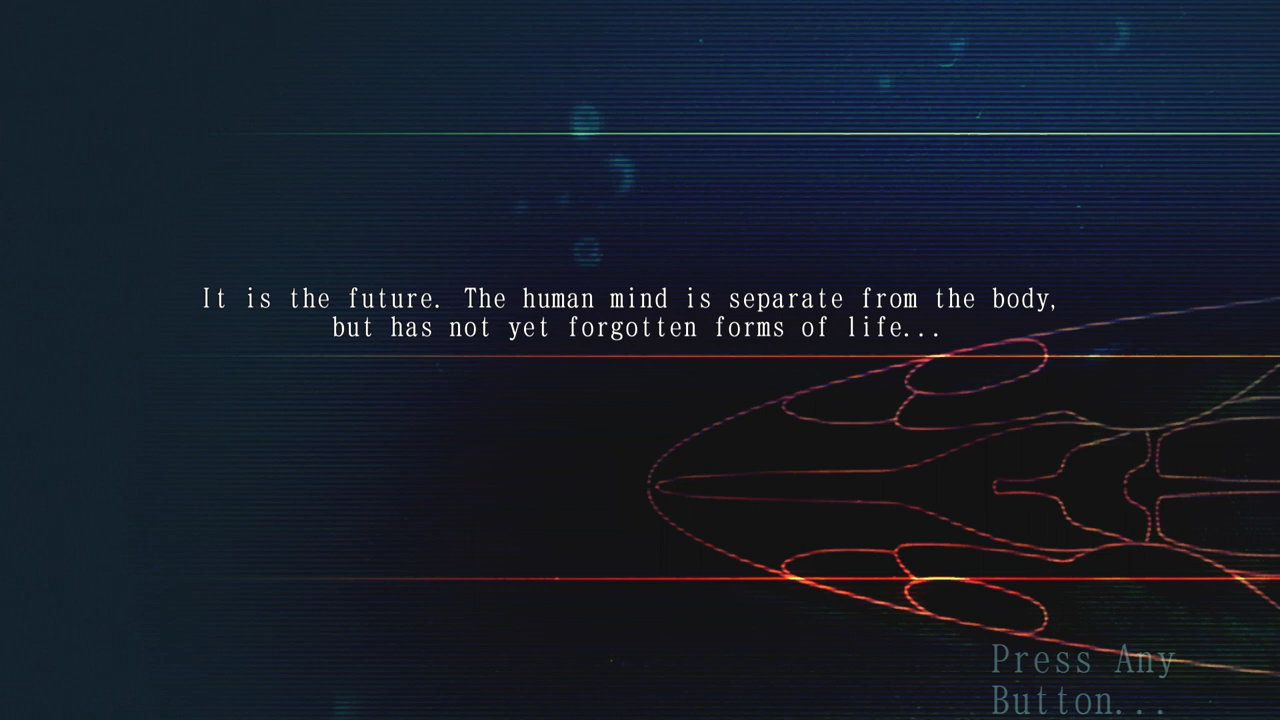 It is the future. The human mind is separate from the body,
but has not yet forgotten forms of life...
Press Any
Button...